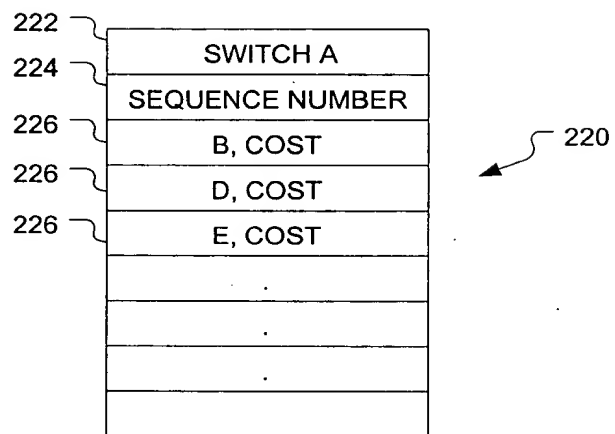 222
SWITCH A
224
SEQUENCE NUMBER
226
B, COST
220
226
D, COST
226
E, COST
.
.
.